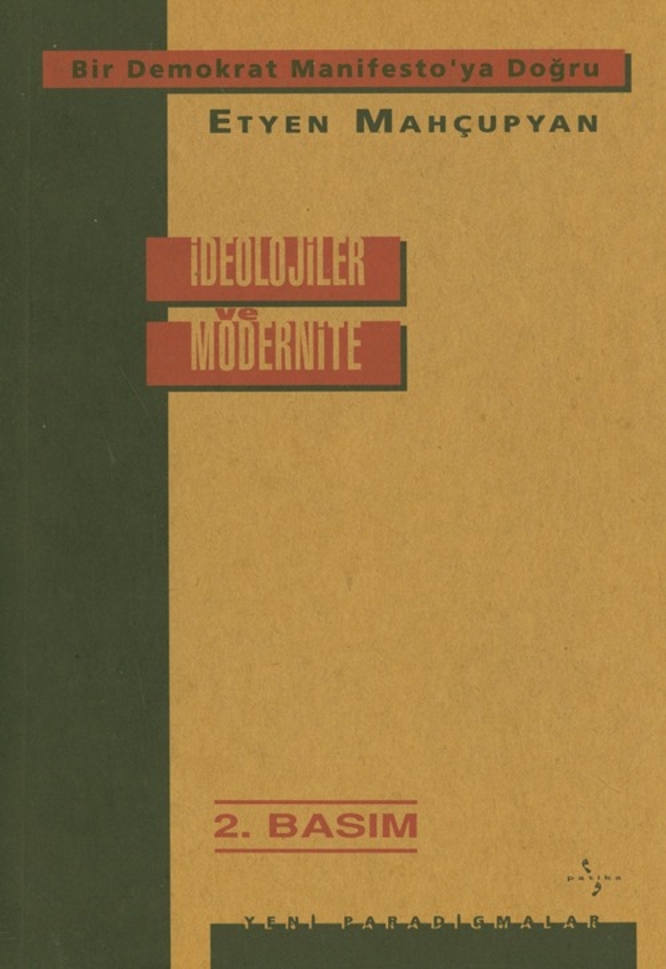 Bir Demokrat Manifesto'ya Doğru
ETYEN MAHÇUPYAN
İDEOLOJİLER
ve
MODERNİTE
2. BASIM
patika
YENİ PARADİGMALAR